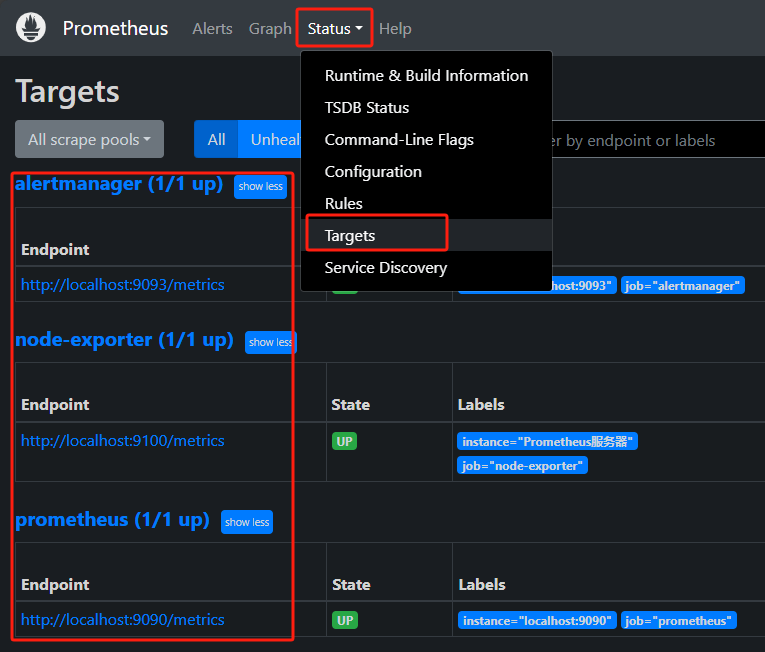 Prometheus Alerts Graph Status Help
Runtime & Build Information
TSDB Status
Command-Line Flags
Configuration
Rules
Targets
Service Discovery
Targets
All scrape pools All Unheal er by endpoint or labels
alertmanager (1/1 up) show less
Endpoint
http://localhost:9093/metrics host:9093" job="alertmanager"
node-exporter (1/1 up) show less
Endpoint State Labels
http://localhost:9100/metrics UP instance="Prometheus服务器"
job="node-exporter"
prometheus (1/1 up) show less
Endpoint State Labels
http://localhost:9090/metrics UP instance="localhost:9090" job="prometheus"